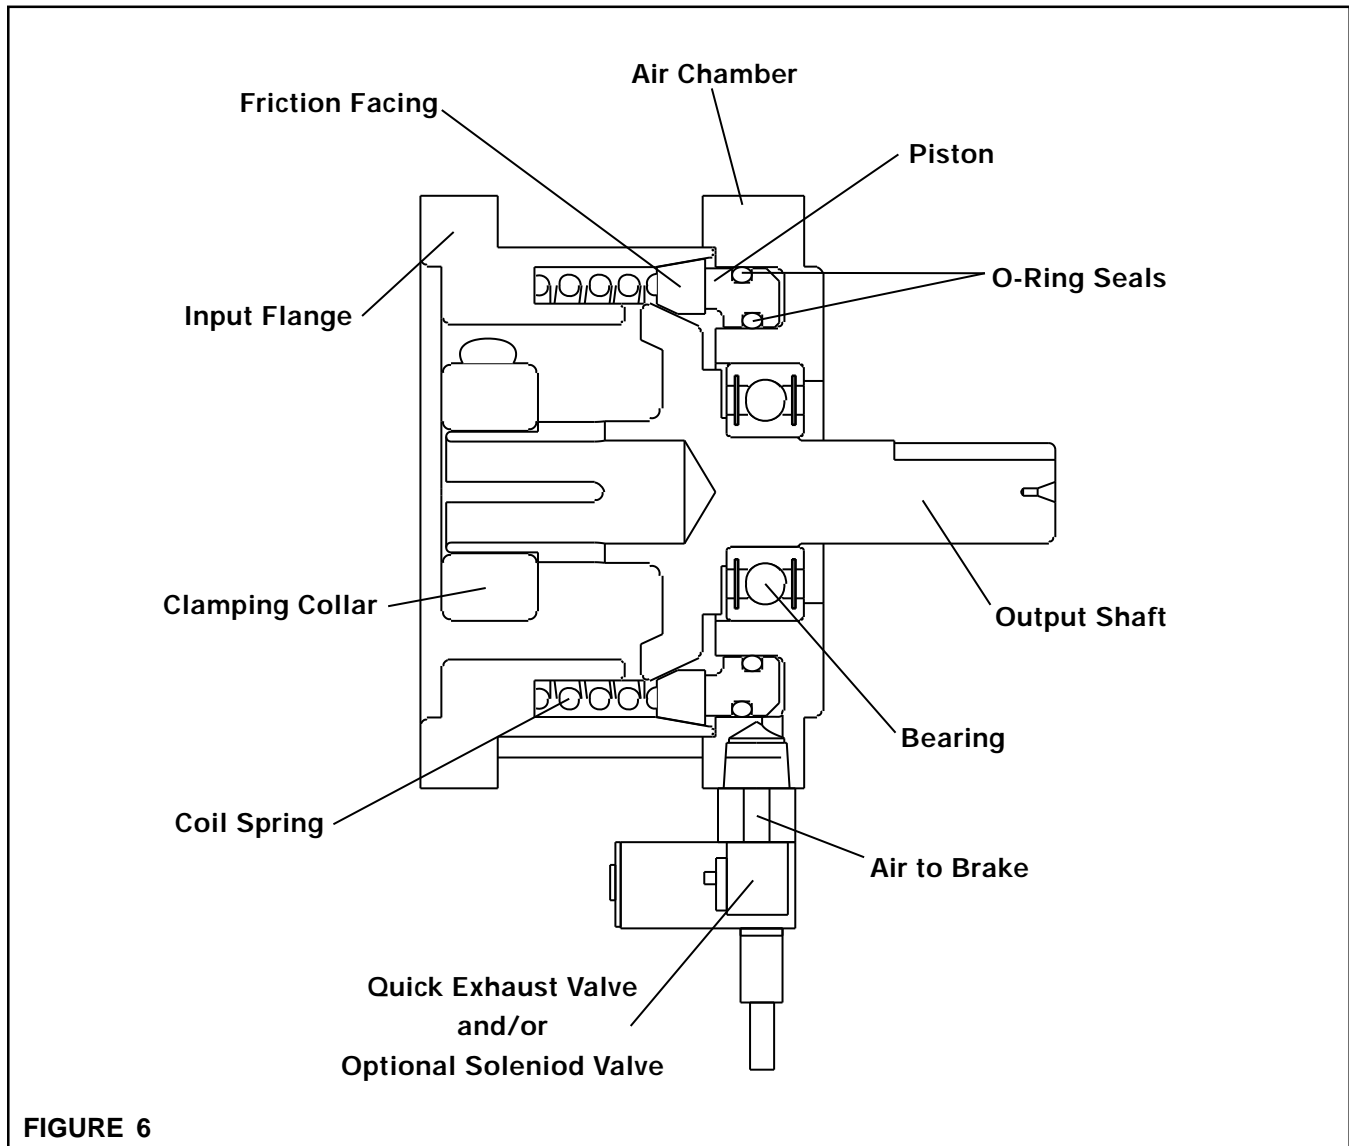 Air Chamber
Friction Facing
Piston
O-Ring Seals
Input Flange
Clamping Collar
Output Shaft
Bearing
Coil Spring
Air to Brake
Quick Exhaust Valve
and/or
Optional Soleniod Valve
FIGURE 6